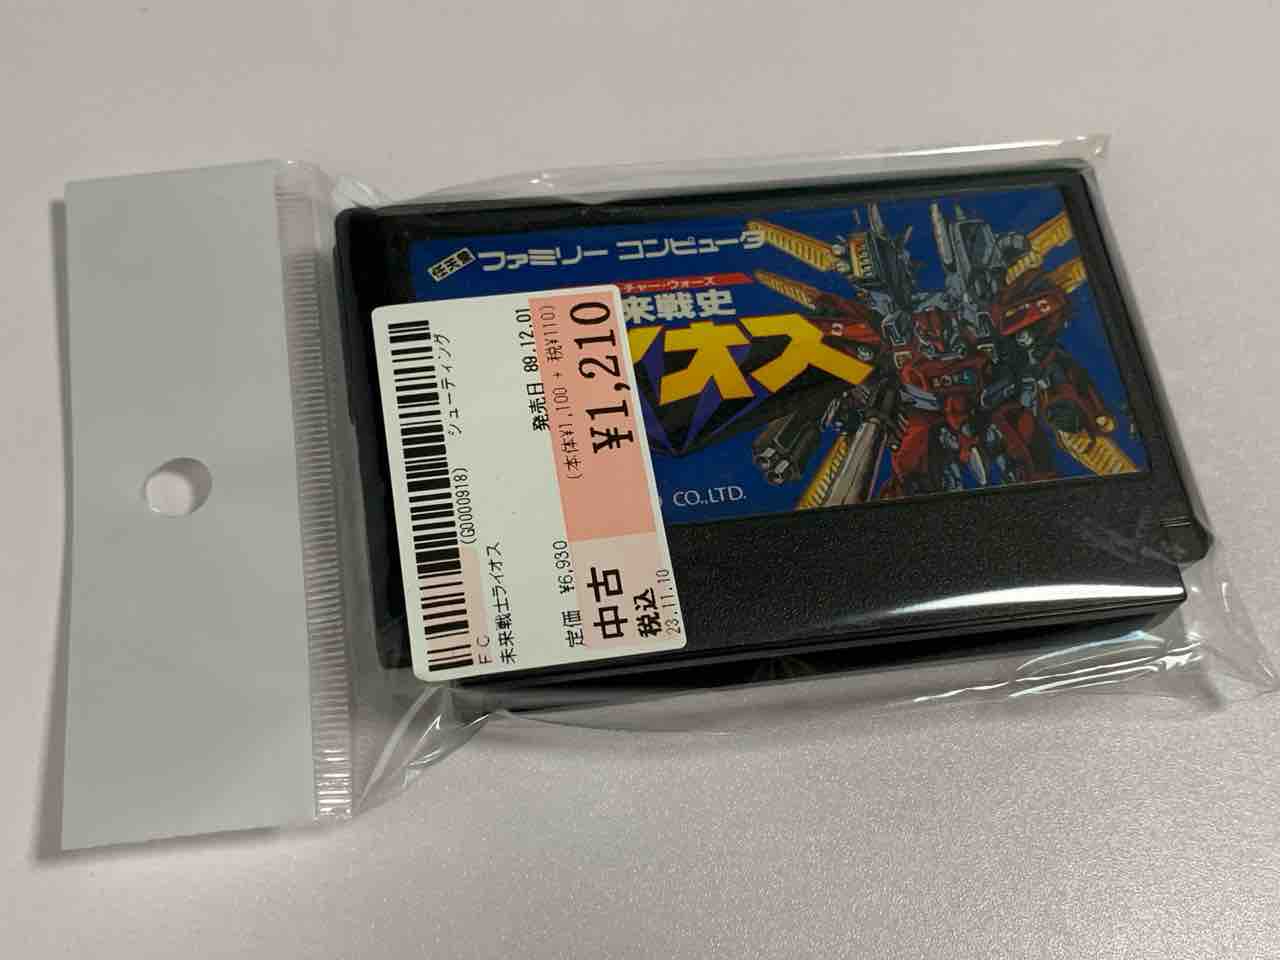 任天堂
ファミリー コンピュータ
チャー・ウォーズ
来戦史
イオス
CO.,LTD.
(G0000918) シューティング
FC
未来戦士ライオス
発売日 89.12.01
定価 ¥6,930
(本体¥1,100 + 税¥110)
中古
税込
¥1,210
23.11.10